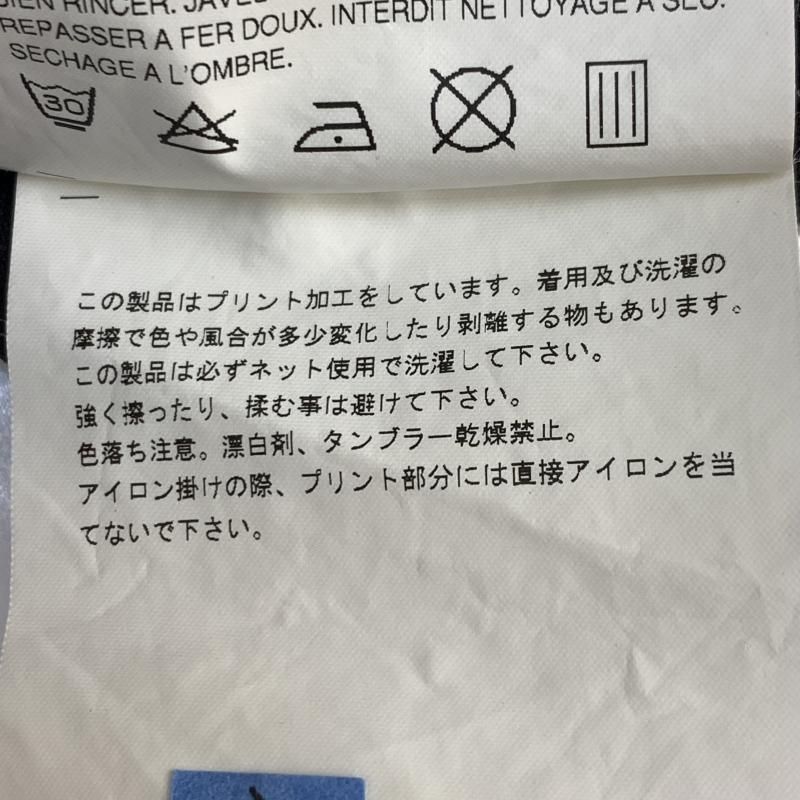 BIEN RINCER. JAVEL
REPASSER A FER DOUX. INTERDIT NETTOYAGE A SEC.
SECHAGE A L'OMBRE.
30
この製品はプリント加工をしています。着用及び洗濯の
摩擦で色や風合が多少変化したり剥離する物もあります。
この製品は必ずネット使用で洗濯して下さい。
強く擦ったり、揉む事は避けて下さい。
色落ち注意。漂白剤、タンブラー乾燥禁止。
アイロン掛けの際、プリント部分には直接アイロンを当
てないで下さい。